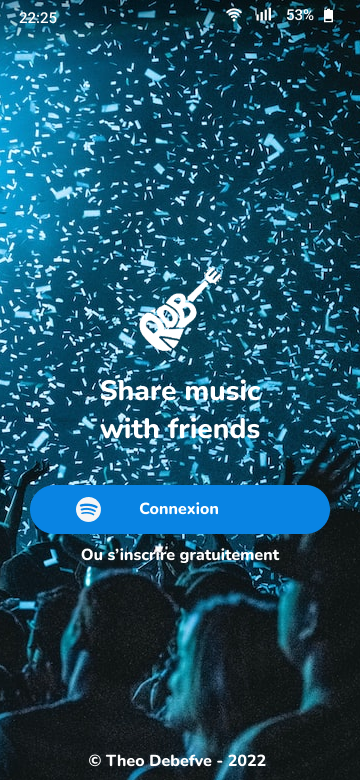 22:25 53%
ROB
Share music
with friends
Connexion
Ou s'inscrire gratuitement
© Theo Debefve - 2022